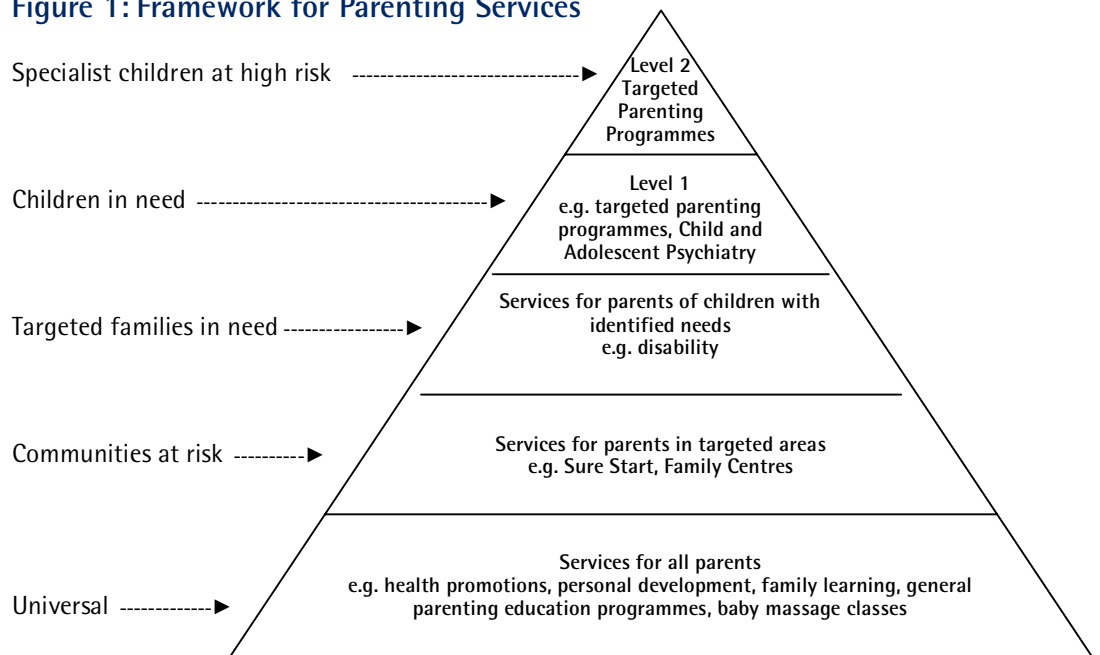 Figure 1: Framework for Parenting Services
Specialist children at high risk
Level 2
Targeted
Parenting
Programmes
Children in need
Level 1
e.g. targeted parenting
programmes, Child and
Adolescent Psychiatry
Targeted families in need
Services for parents of children with
identified needs
e.g. disability
Communities at risk
Services for parents in targeted areas
e.g. Sure Start, Family Centres
Universal
Services for all parents
e.g. health promotions, personal development, family learning, general
parenting education programmes, baby massage classes